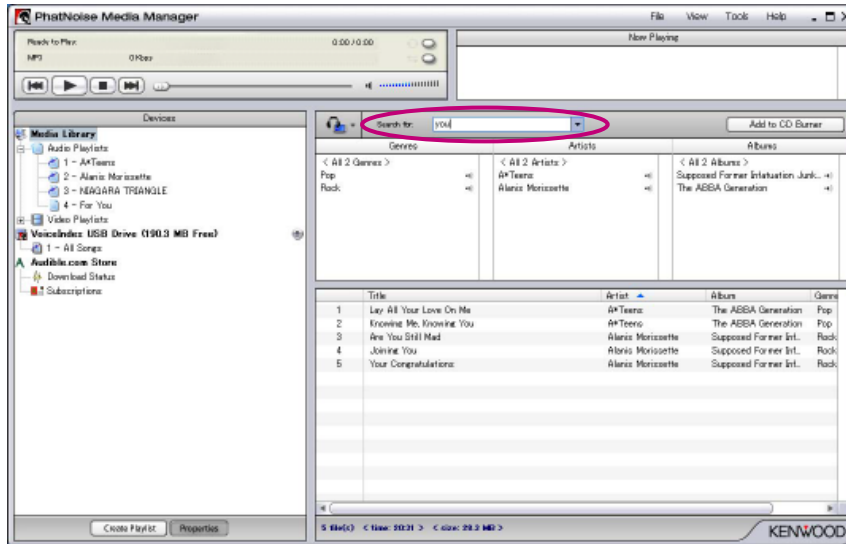 PhatNoise Media Manager
File View Tools Help
Ready to Play:
0:00 / 0:00
MP3
0 Kbps
Now Playing
Devices
Media Library
Audio Playlists
1 - A*Teens
2 - Alanis Morissette
3 - NIAGARA TRIANGLE
4 - For You
Video Playlists
VoiceIndex USB Drive (190.3 MB Free)
1 - All Songs
Audible.com Store
Download Status
Subscriptions
Create Playlist
Properties
Search for:
you
Add to CD Burner
Genres Artists Albums
< All 2 Genres > < All 2 Artists > < All 2 Albums >
Pop A*Teens Supposed Former Infatuation Junk...
Rock Alanis Morissette The ABBA Generation
Title Artist Album Genre
1 Lay All Your Love On Me A*Teens The ABBA Generation Pop
2 Knowing Me, Knowing You A*Teens The ABBA Generation Pop
3 Are You Still Mad Alanis Morissette Supposed Former Inf... Rock
4 Joining You Alanis Morissette Supposed Former Inf... Rock
5 Your Congratulations Alanis Morissette Supposed Former Inf... Rock
5 file(s) < time: 20:21 > < size: 28.3 MB >
KENWOOD